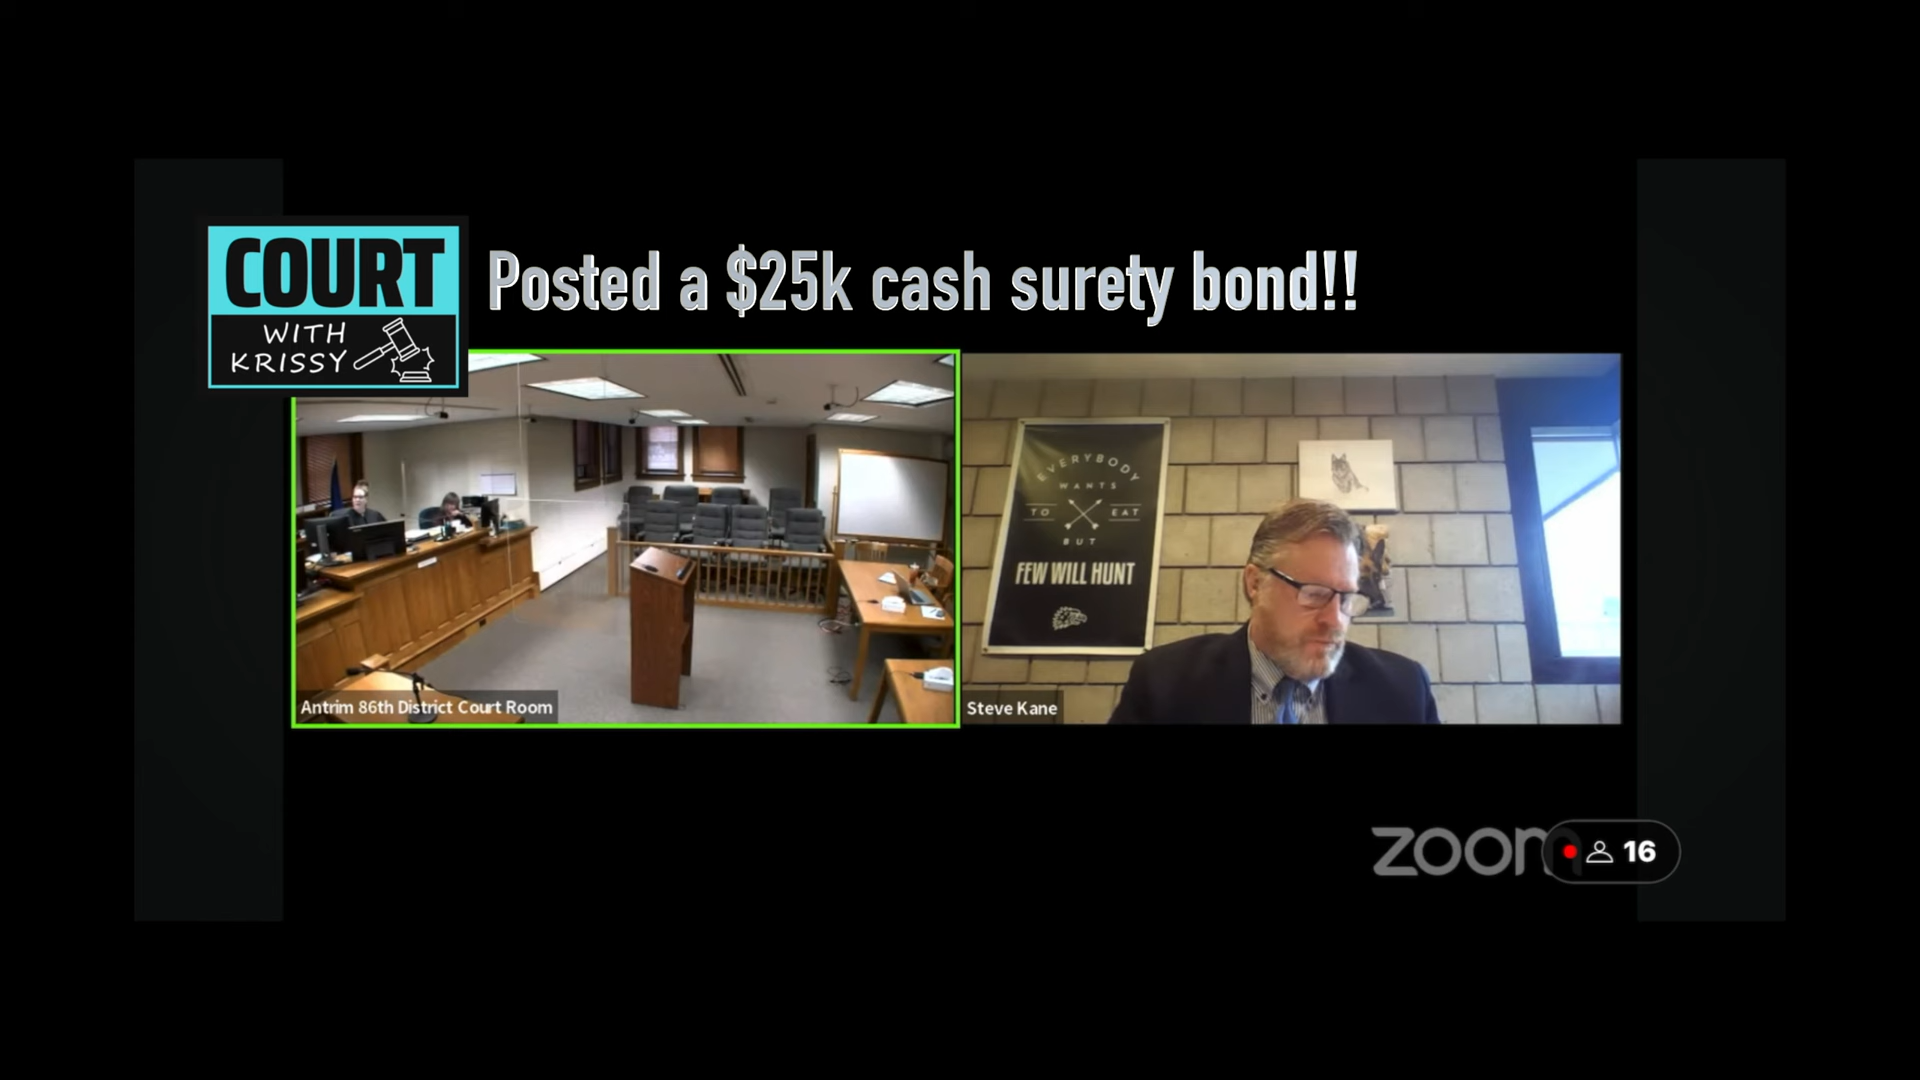 COURT
WITH
KRISSY
Posted a $25k cash surety bond!!
EVERYBODY
WANTS
TO EAT
BUT
FEW WILL HUNT
Antrim 86th District Court Room
Steve Kane
zoom
16